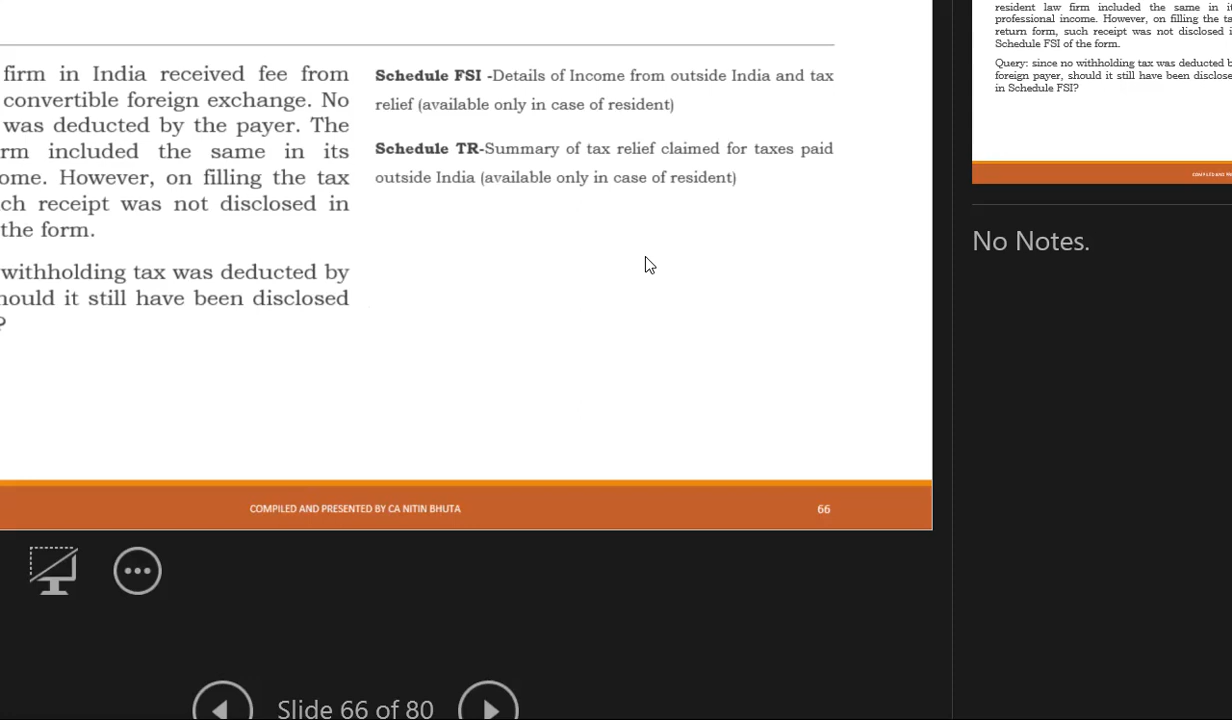 firm in India received fee from
convertible foreign exchange. No
was deducted by the payer. The
rm included the same in its
ome. However, on filling the tax
ch receipt was not disclosed in
the form.
withholding tax was deducted by
hould it still have been disclosed
?
Schedule FSI -Details of Income from outside India and tax
relief (available only in case of resident)
Schedule TR-Summary of tax relief claimed for taxes paid
outside India (available only in case of resident)
COMPILED AND PRESENTED BY CA NITIN BHUTA
66
Slide 66 of 80
resident law firm included the same in it
professional income. However, on filling the ta
return form, such receipt was not disclosed i
Schedule FSI of the form.
Query: since no withholding tax was deducted b
foreign payer, should it still have been disclose
in Schedule FSI?
COMPILED AND PR
No Notes.